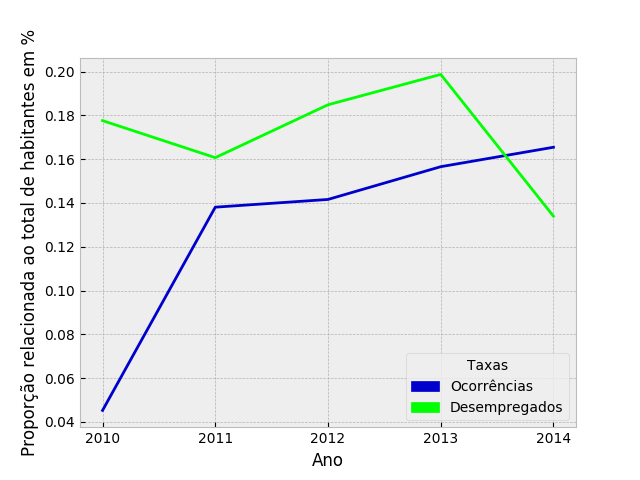 Proporção relacionada ao total de habitantes em %
0.20
0.18
0.16
0.14
0.12
0.10
0.08
0.06
0.04
2010 2011 2012 2013 2014
Ano
Taxas
Ocorrências
Desempregados